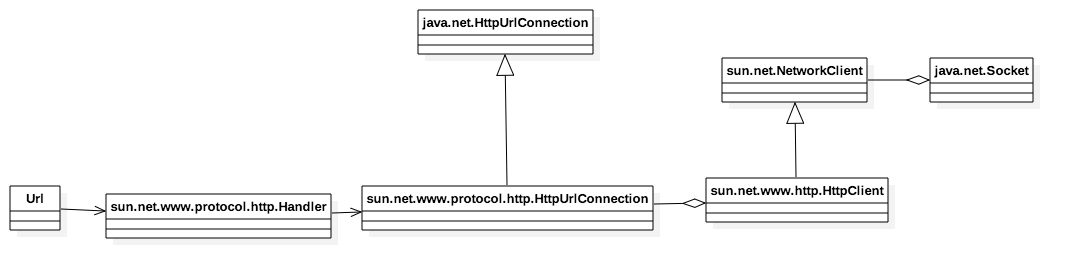 java.net.HttpUrlConnection
sun.net.NetworkClient
java.net.Socket
Url
sun.net.www.protocol.http.Handler
sun.net.www.protocol.http.HttpUrlConnection
sun.net.www.http.HttpClient